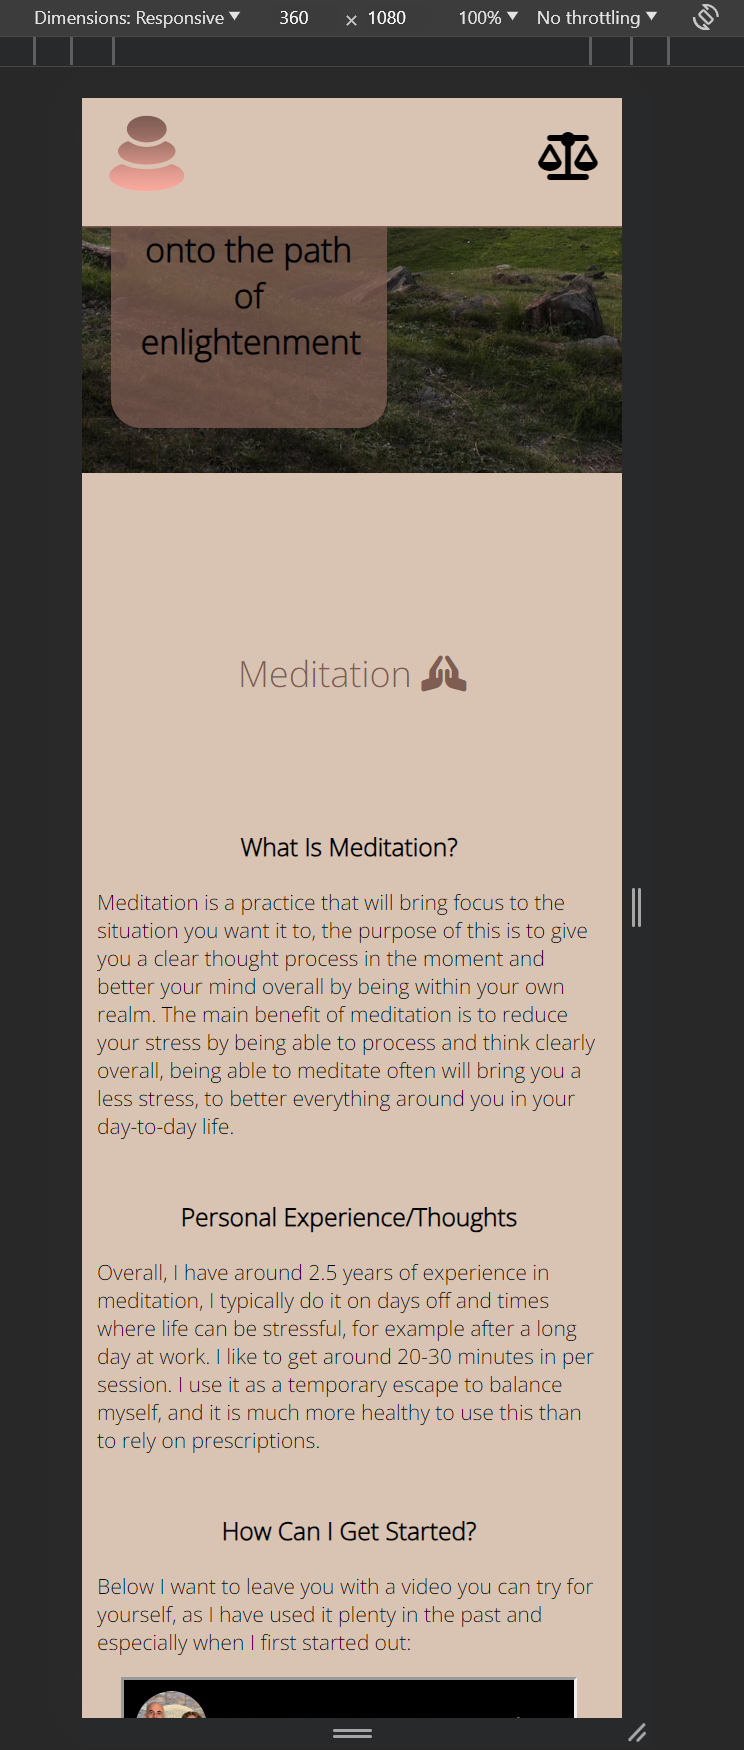 Dimensions: Responsive 360 × 1080 100% No throttling
onto the path
of
enlightenment
Meditation
What Is Meditation?
Meditation is a practice that will bring focus to the
situation you want it to, the purpose of this is to give
you a clear thought process in the moment and
better your mind overall by being within your own
realm. The main benefit of meditation is to reduce
your stress by being able to process and think clearly
overall, being able to meditate often will bring you a
less stress, to better everything around you in your
day-to-day life.
Personal Experience/Thoughts
Overall, I have around 2.5 years of experience in
meditation, I typically do it on days off and times
where life can be stressful, for example after a long
day at work. I like to get around 20-30 minutes in per
session. I use it as a temporary escape to balance
myself, and it is much more healthy to use this than
to rely on prescriptions.
How Can I Get Started?
Below I want to leave you with a video you can try for
yourself, as I have used it plenty in the past and
especially when I first started out: